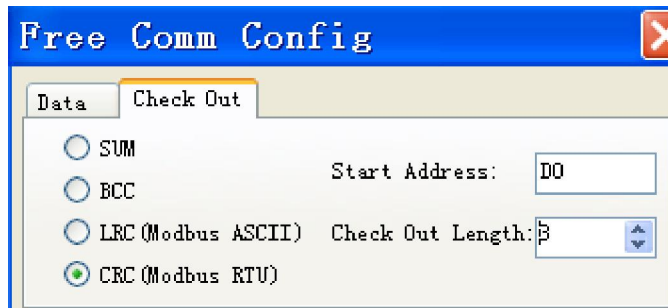 Free Comm Config
Data Check Out
SUM
Start Address: D0
BCC
LRC(Modbus ASCII) Check Out Length: 3
CRC(Modbus RTU)